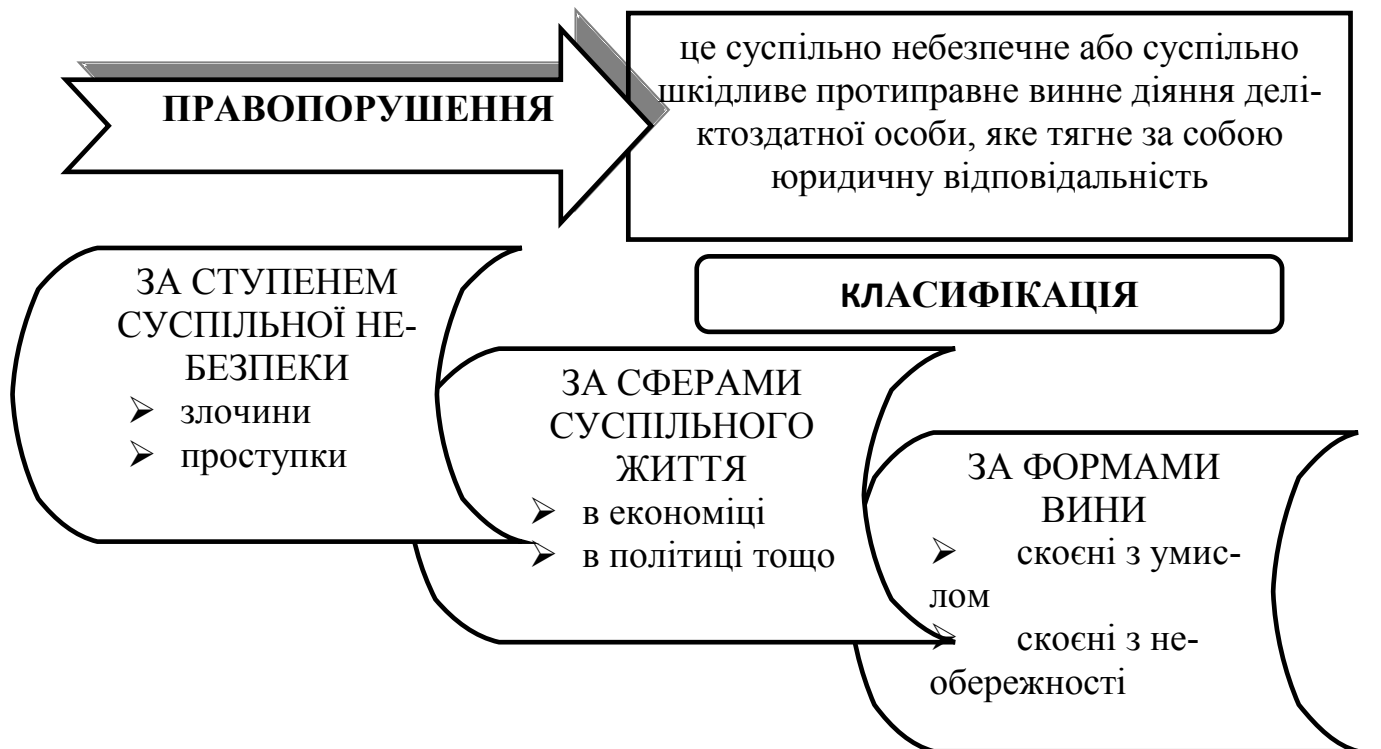 ПРАВОПОРУШЕННЯ
це суспільно небезпечне або суспільно
шкідливе протиправне винне діяння делі-
ктоздатної особи, яке тягне за собою
юридичну відповідальність
КЛАСИФІКАЦІЯ
ЗА СТУПЕНЕМ
СУСПІЛЬНОЇ НЕ-
БЕЗПЕКИ
➢ злочини
➢ проступки
ЗА СФЕРАМИ
СУСПІЛЬНОГО
ЖИТТЯ
➢ в економіці
➢ в політиці тощо
ЗА ФОРМАМИ
ВИНИ
➢ скоєні з умис-
лом
➢ скоєні з не-
обережності